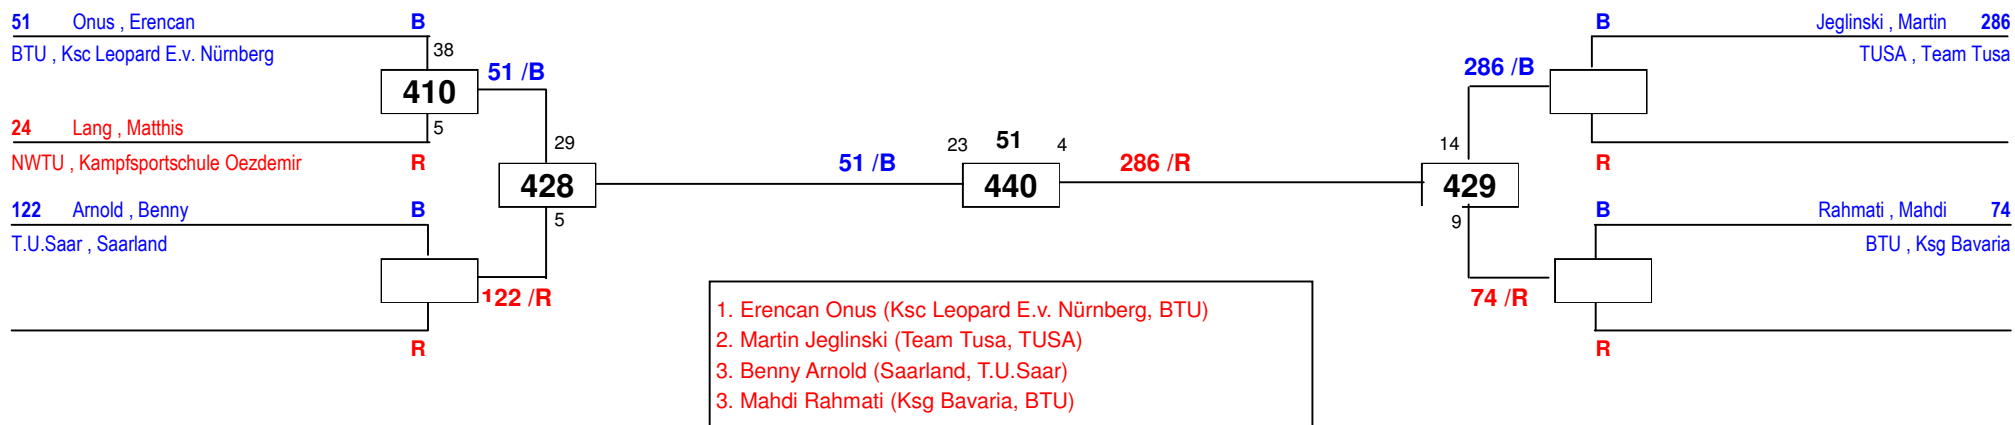 51 Onus , Erencan B
BTU , Ksc Leopard E.v. Nürnberg
38
410
51 /B
24 Lang , Matthis
5
NWTU , Kampfsportschule Oezdemir R
29
428
5
122 Arnold , Benny B
T.U.Saar , Saarland
122 /R
R
51 /B
23 51 4
440
286 /R
B Jeglinski , Martin 286
TUSA , Team Tusa
286 /B
R
14
429
9
B Rahmati , Mahdi 74
BTU , Ksg Bavaria
74 /R
R
1. Erencan Onus (Ksc Leopard E.v. Nürnberg, BTU)
2. Martin Jeglinski (Team Tusa, TUSA)
3. Benny Arnold (Saarland, T.U.Saar)
3. Mahdi Rahmati (Ksg Bavaria, BTU)